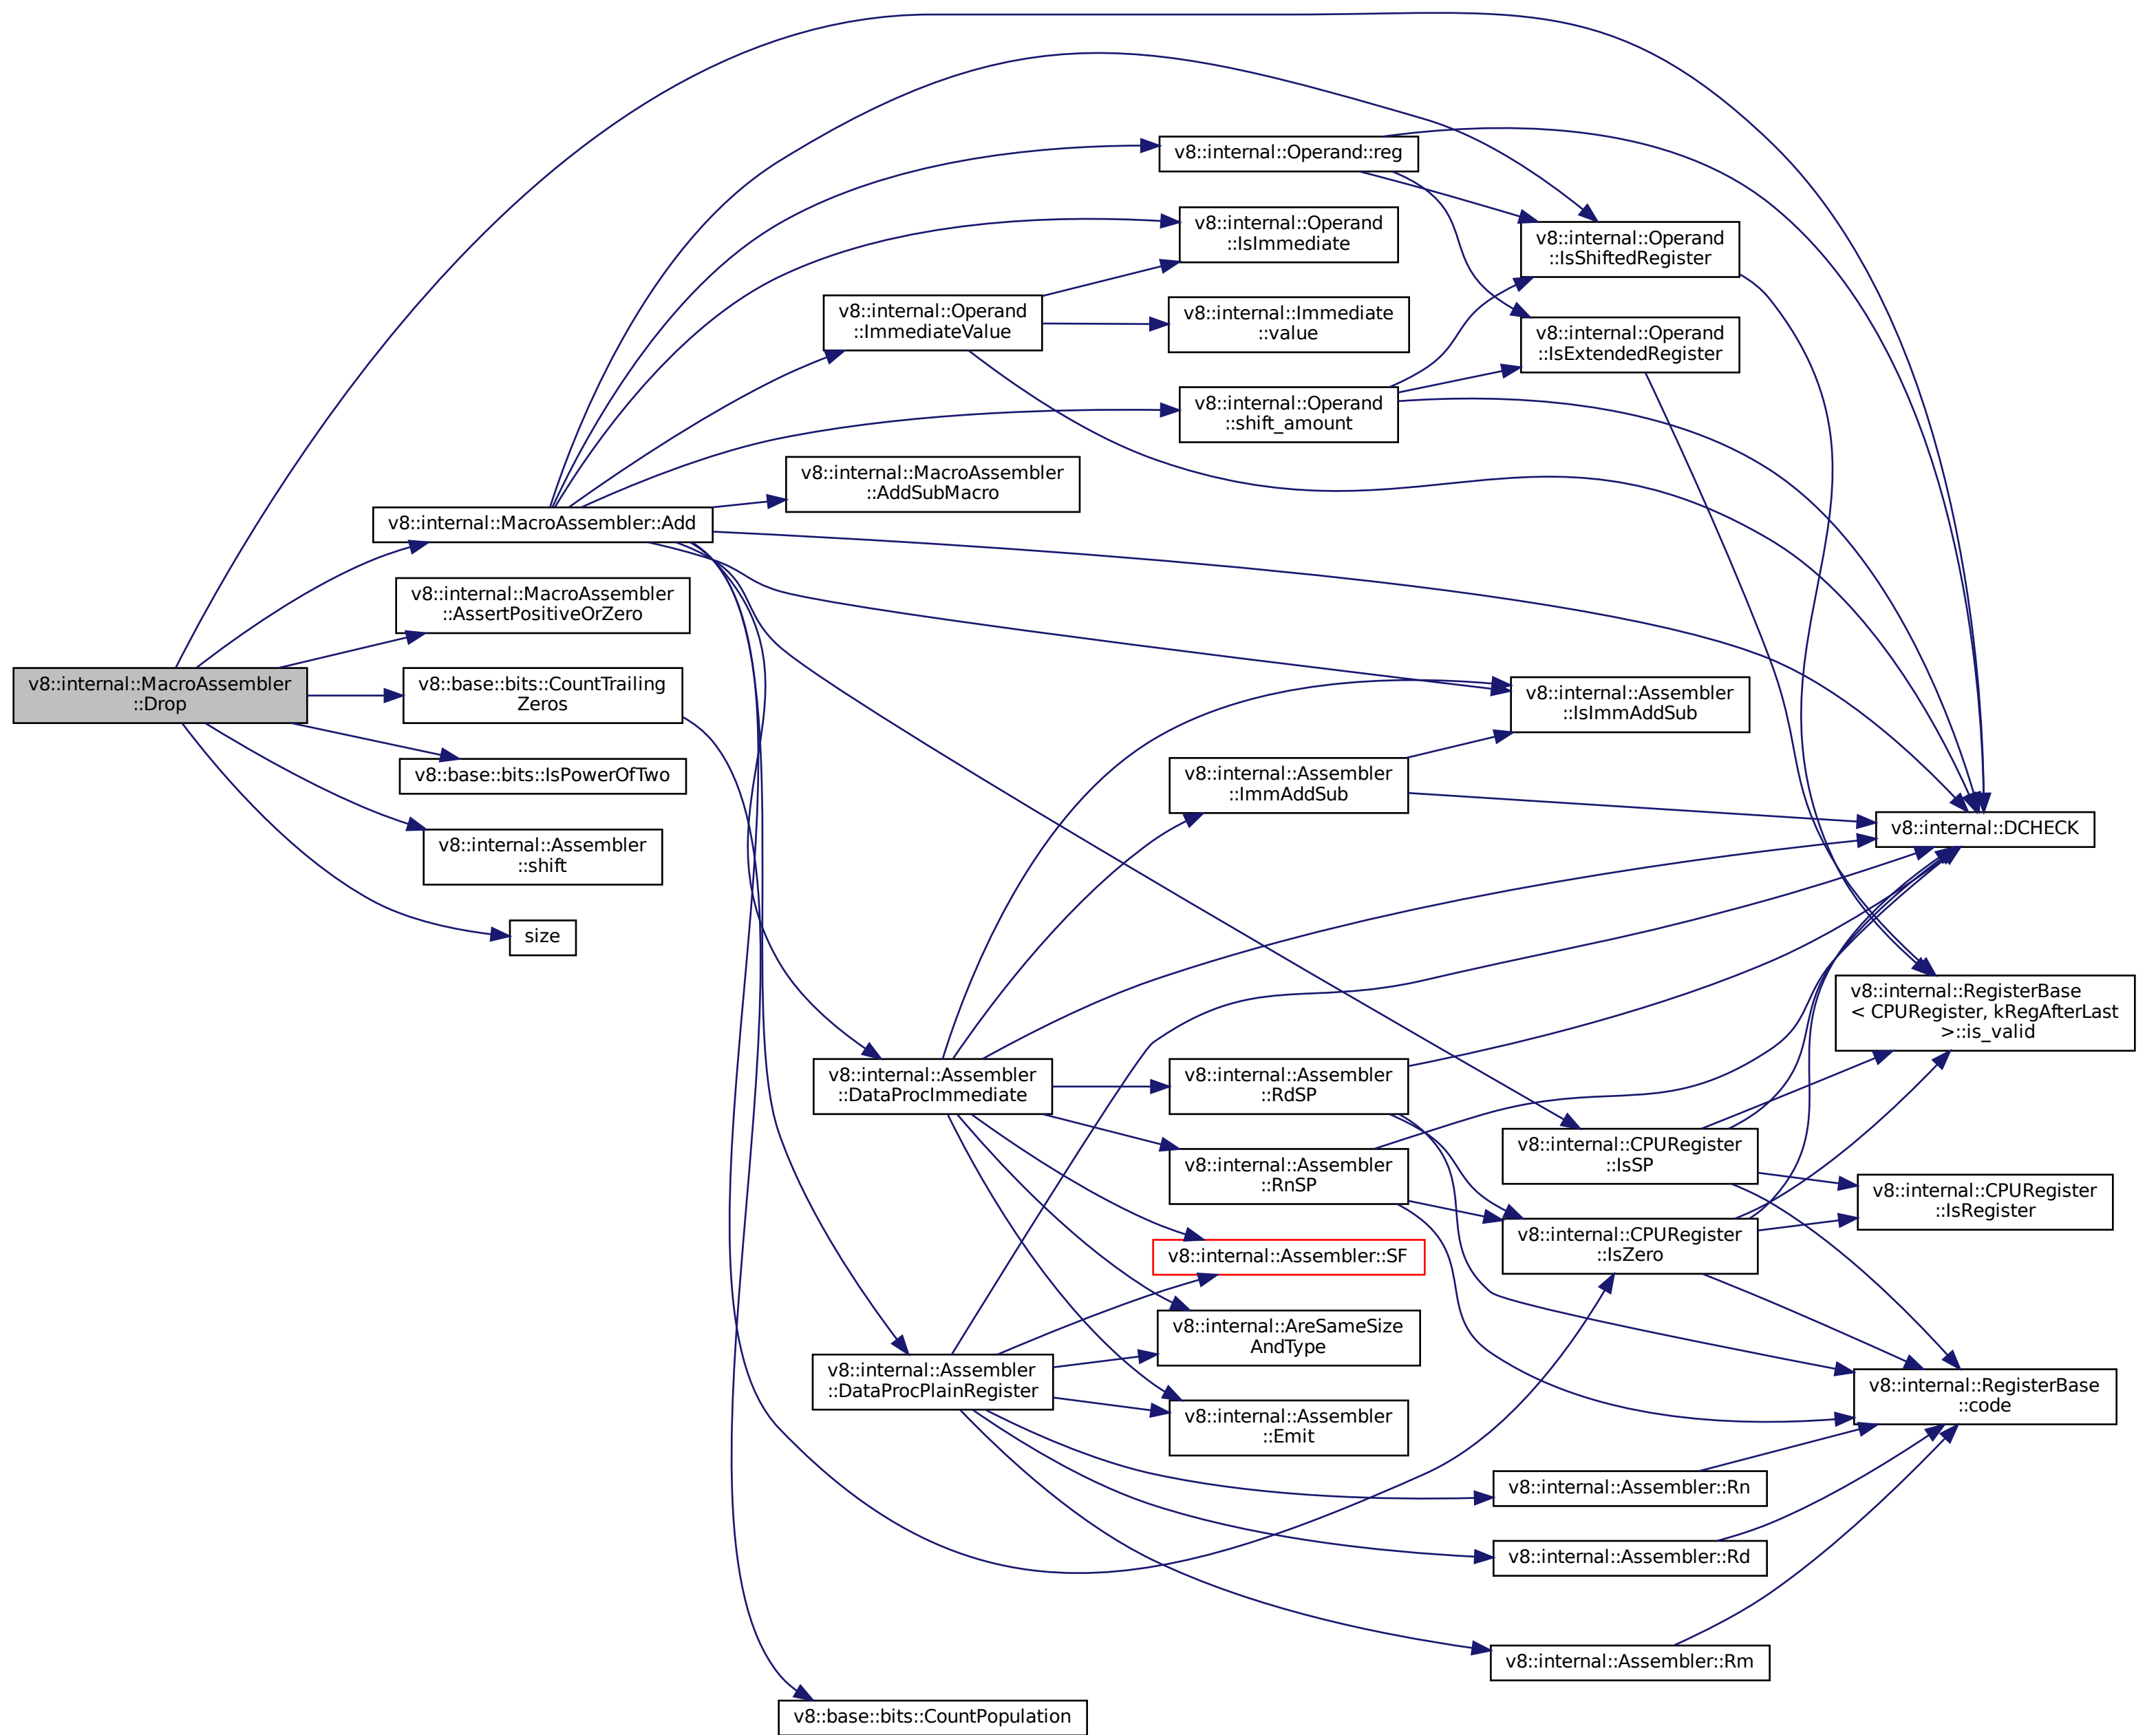 v8::internal::MacroAssembler
::Drop
v8::internal::MacroAssembler::Add
v8::internal::MacroAssembler
::AssertPositiveOrZero
v8::base::bits::CountTrailing
Zeros
v8::base::bits::IsPowerOfTwo
v8::internal::Assembler
::shift
size
v8::internal::Operand
::ImmediateValue
v8::internal::MacroAssembler
::AddSubMacro
v8::internal::Assembler
::DataProcImmediate
v8::internal::Assembler
::DataProcPlainRegister
v8::base::bits::CountPopulation
v8::internal::Operand::reg
v8::internal::Operand
::IsImmediate
v8::internal::Immediate
::value
v8::internal::Operand
::shift_amount
v8::internal::Assembler
::ImmAddSub
v8::internal::Assembler
::RdSP
v8::internal::Assembler
::RnSP
v8::internal::Assembler::SF
v8::internal::AreSameSize
AndType
v8::internal::Assembler
::Emit
v8::internal::Operand
::IsShiftedRegister
v8::internal::Operand
::IsExtendedRegister
v8::internal::Assembler
::IsImmAddSub
v8::internal::CPURegister
::IsSP
v8::internal::CPURegister
::IsZero
v8::internal::Assembler::Rn
v8::internal::Assembler::Rd
v8::internal::Assembler::Rm
v8::internal::DCHECK
v8::internal::RegisterBase
< CPURegister, kRegAfterLast
>::is_valid
v8::internal::CPURegister
::IsRegister
v8::internal::RegisterBase
::code